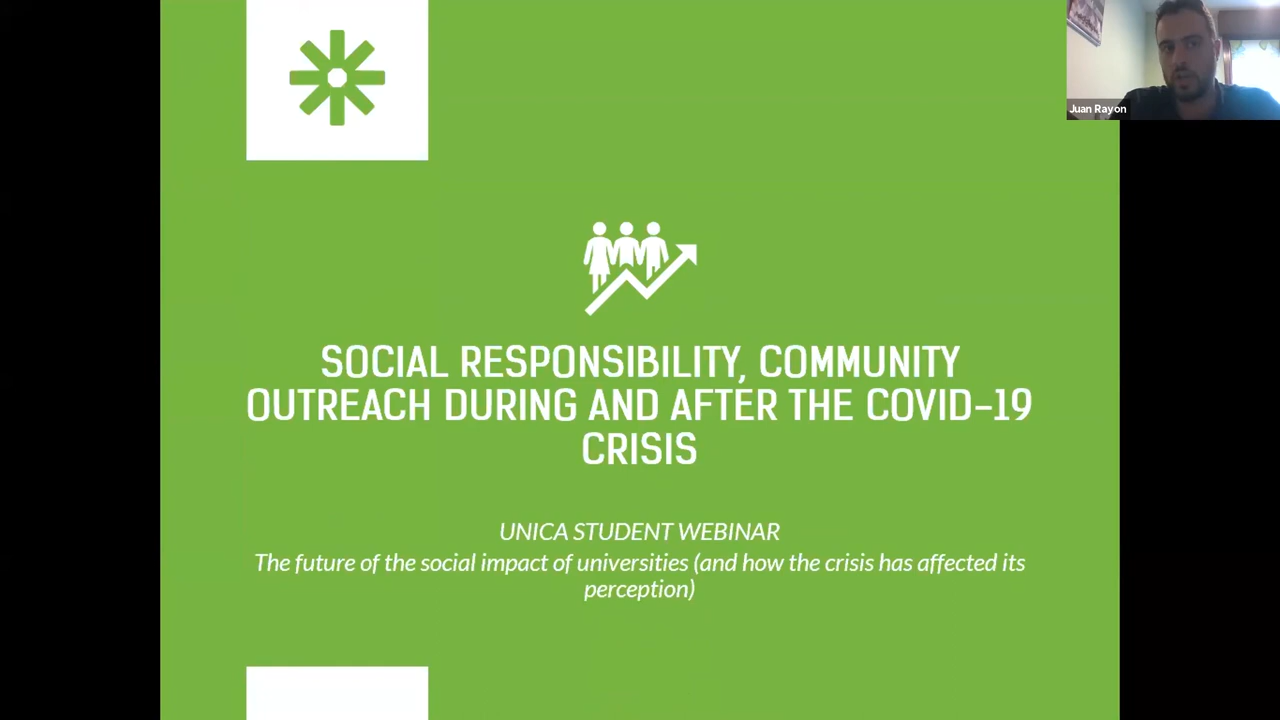 Juan Rayon
SOCIAL RESPONSIBILITY, COMMUNITY
OUTREACH DURING AND AFTER THE COVID-19
CRISIS
UNICA STUDENT WEBINAR
The future of the social impact of universities (and how the crisis has affected its
perception)